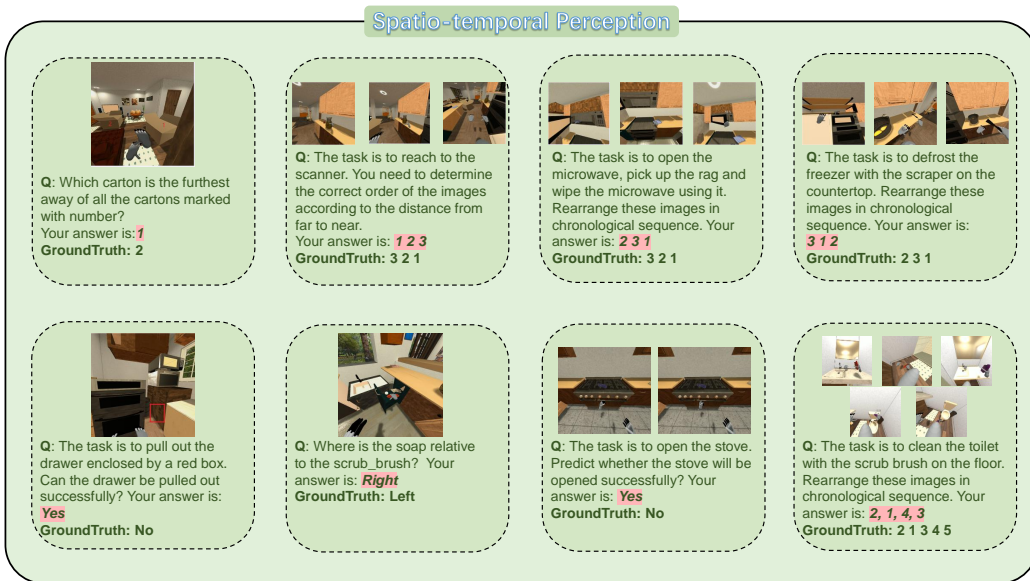 Spatio-temporal Perception
Q: Which carton is the furthest
away of all the cartons marked
with number?
Your answer is:1
GroundTruth: 2
Q: The task is to reach to the
scanner. You need to determine
the correct order of the images
according to the distance from
far to near.
Your answer is: 1 2 3
GroundTruth: 3 2 1
Q: The task is to open the
microwave, pick up the rag and
wipe the microwave using it.
Rearrange these images in
chronological sequence. Your
answer is: 2 3 1
GroundTruth: 3 2 1
Q: The task is to defrost the
freezer with the scraper on the
countertop. Rearrange these
images in chronological
sequence. Your answer is:
3 1 2
GroundTruth: 2 3 1
Q: The task is to pull out the
drawer enclosed by a red box.
Can the drawer be pulled out
successfully? Your answer is:
Yes
GroundTruth: No
Q: Where is the soap relative
to the scrub_brush? Your
answer is: Right
GroundTruth: Left
Q: The task is to open the stove.
Predict whether the stove will be
opened successfully? Your
answer is: Yes
GroundTruth: No
Q: The task is to clean the toilet
with the scrub brush on the floor.
Rearrange these images in
chronological sequence. Your
answer is: 2, 1, 4, 3
GroundTruth: 2 1 3 4 5